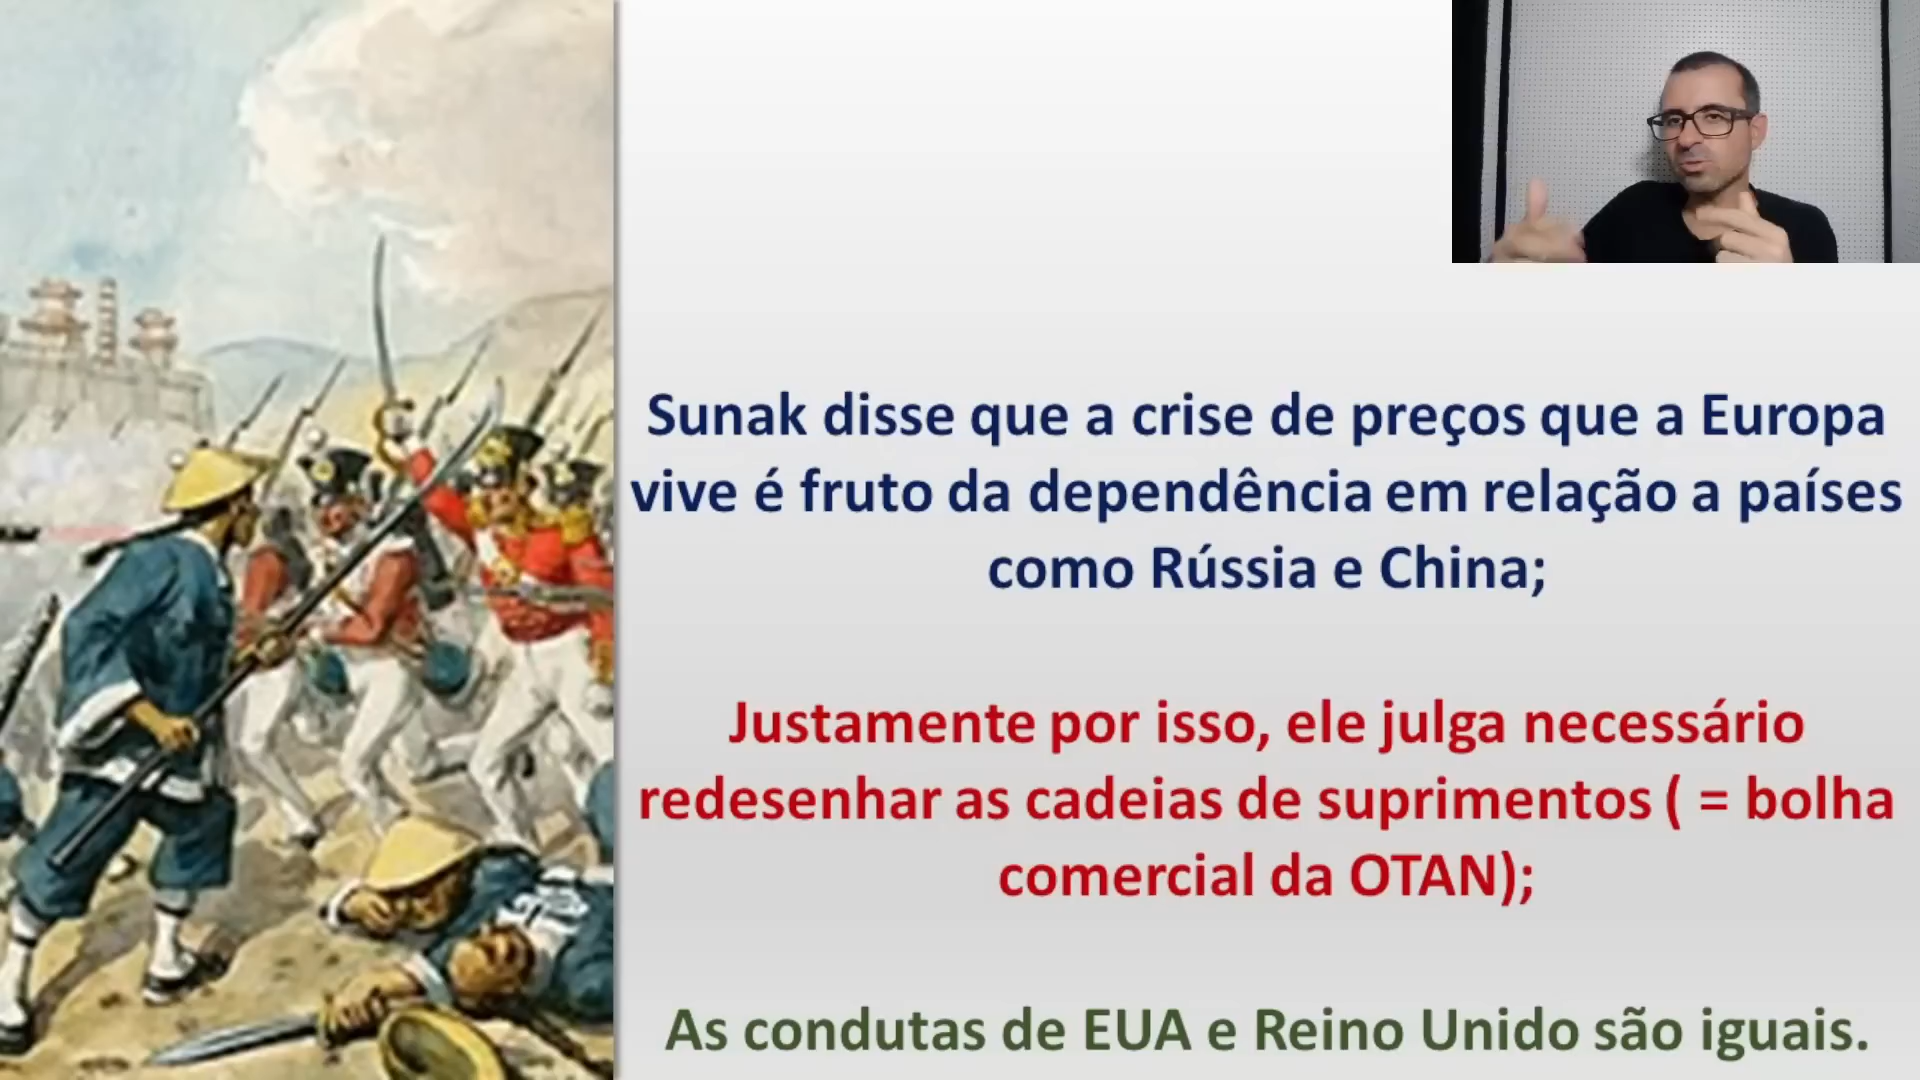 Sunak disse que a crise de preços que a Europa
vive é fruto da dependência em relação a países
como Rússia e China;
Justamente por isso, ele julga necessário
redesenhar as cadeias de suprimentos ( = bolha
comercial da OTAN);
As condutas de EUA e Reino Unido são iguais.